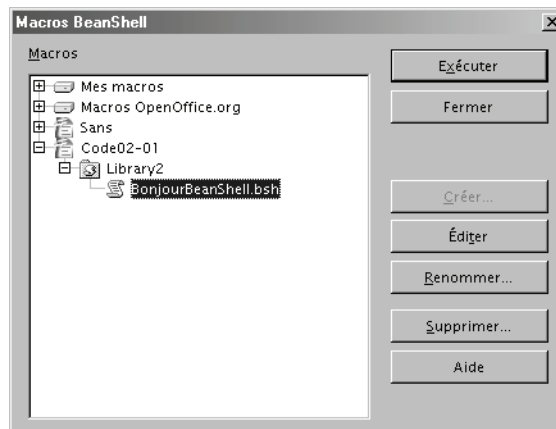 Macros BeanShell
Macros
Mes macros
Macros OpenOffice.org
Sans
Code02-01
Library2
BonjourBeanShell.bsh
Exécuter
Fermer
Créer...
Éditer
Renommer...
Supprimer...
Aide